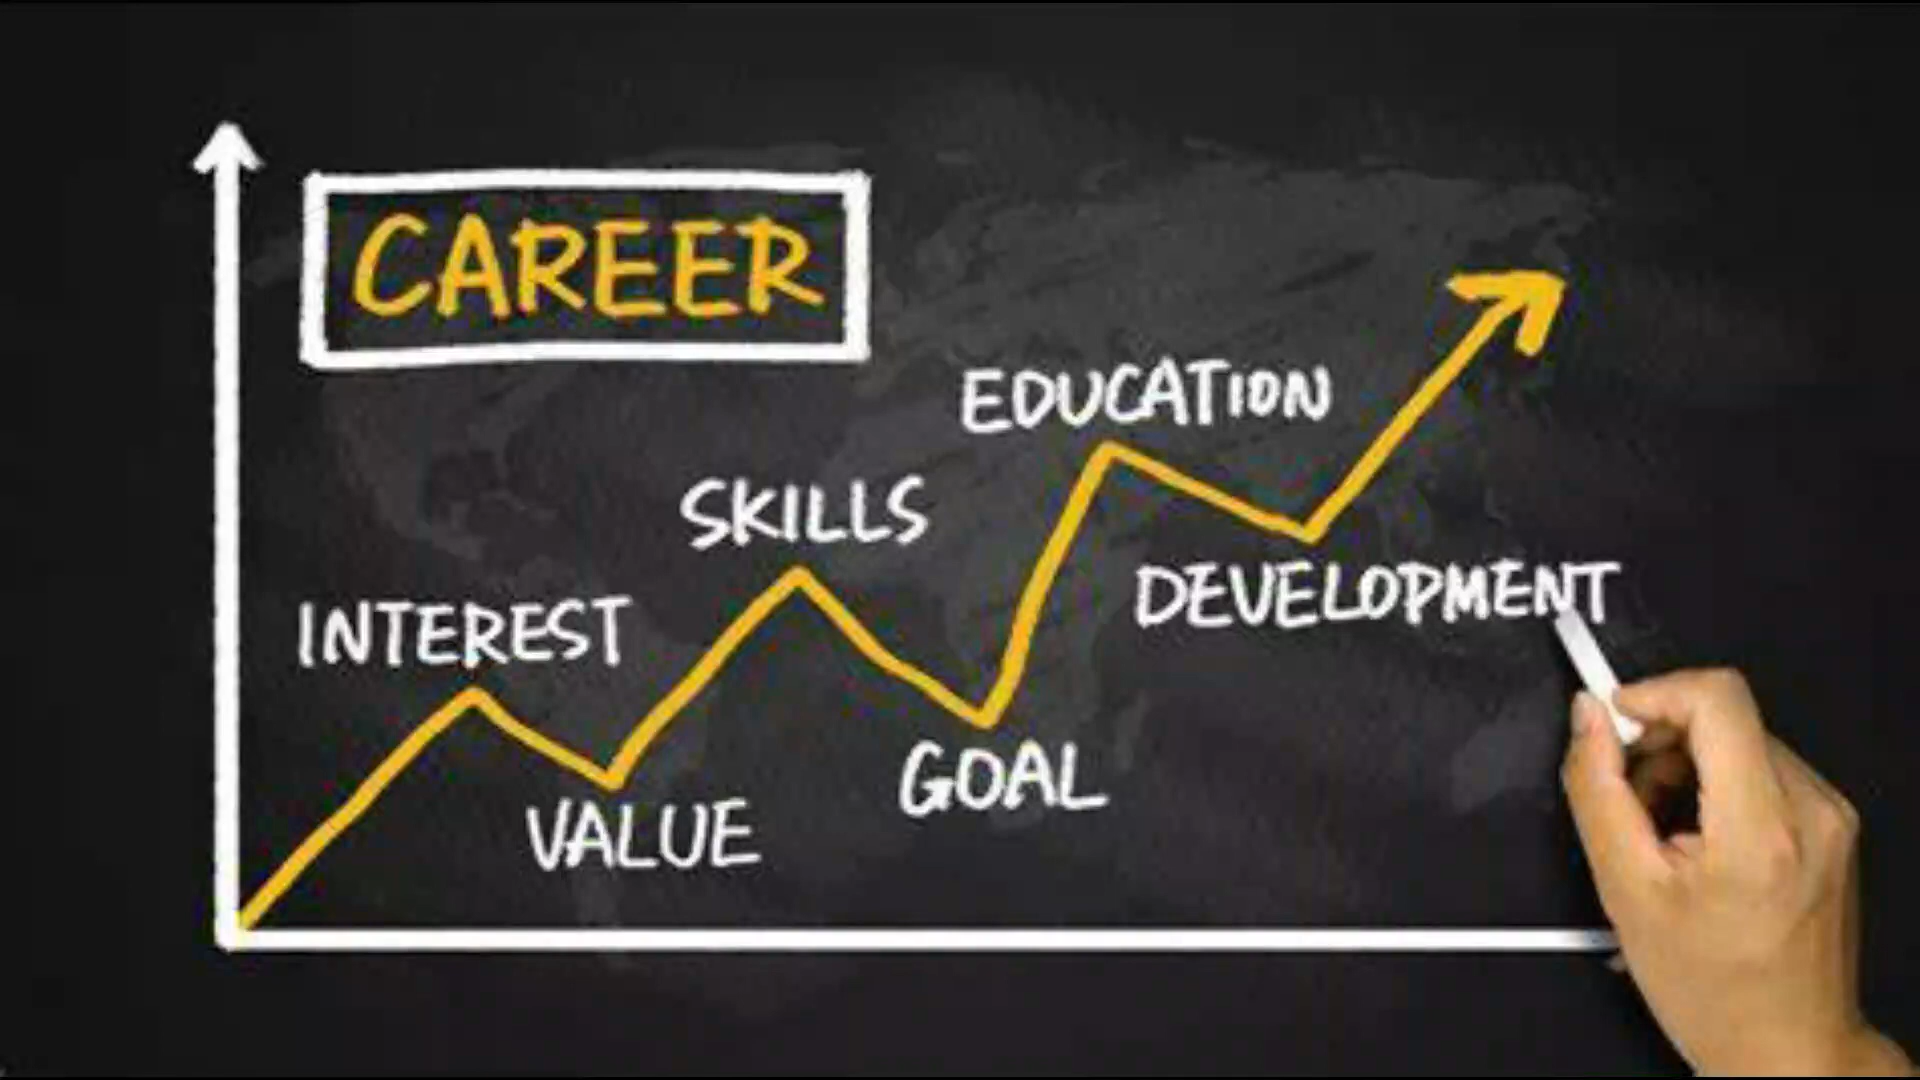 CAREER
EDUCATION
SKILLS
DEVELOPMENT
INTEREST
GOAL
VALUE